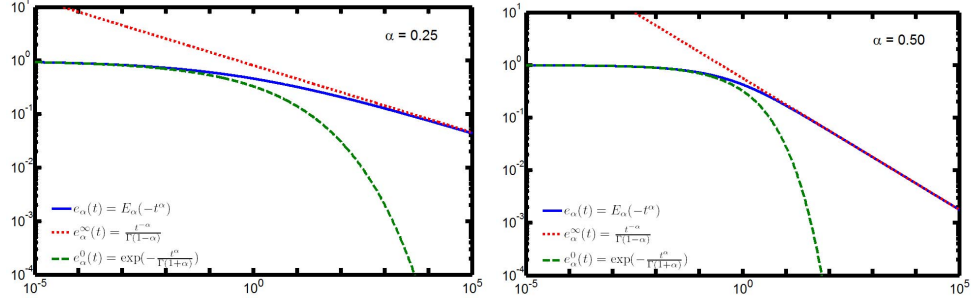 10^1
α = 0.25
10^0
10^-1
10^-2
10^-3
10^-4
e_α(t) = E_α(-t^α)
e_α^∞(t) = t^-α / Γ(1-α)
e_α^0(t) = exp(- t^α / Γ(1+α))
10^-5
10^0
10^5
10^1
α = 0.50
10^0
10^-1
10^-2
10^-3
10^-4
e_α(t) = E_α(-t^α)
e_α^∞(t) = t^-α / Γ(1-α)
e_α^0(t) = exp(- t^α / Γ(1+α))
10^-5
10^0
10^5